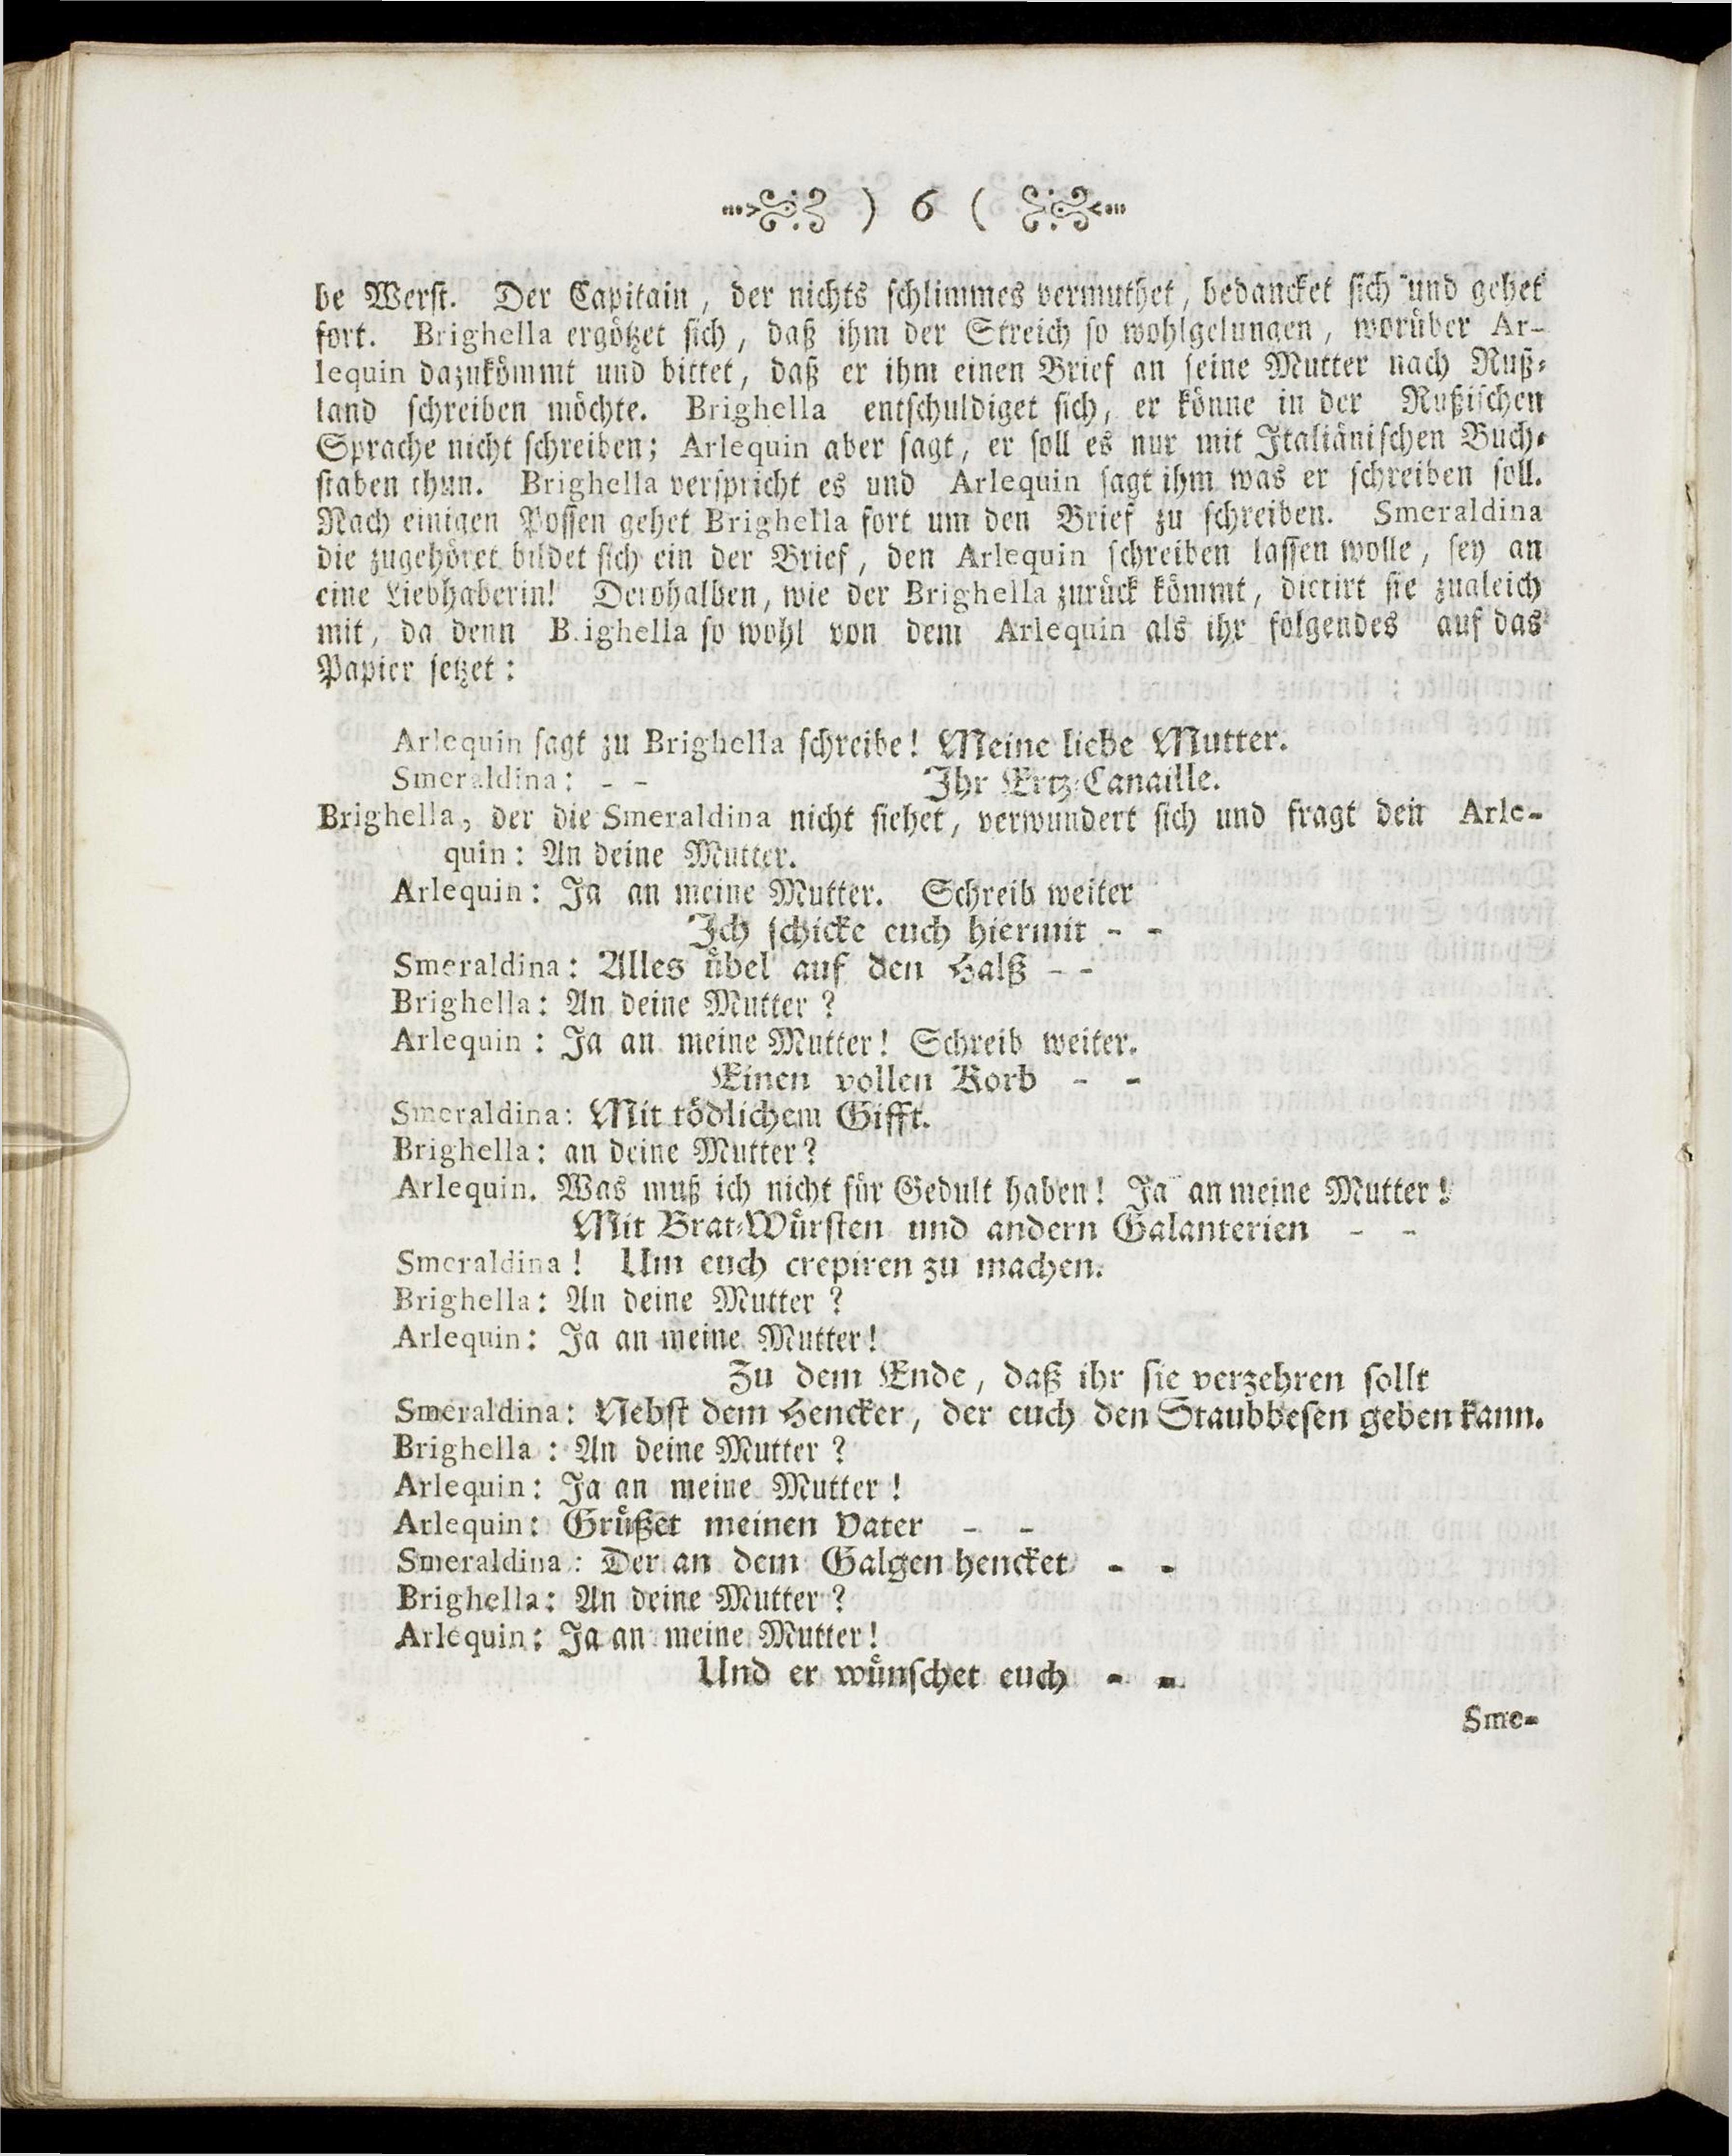 ) 6 (
be Werst. Der Capitain, der nichts schlimmes vermuthet, bedancket sich und gehet
fort. Brighella ergötzet sich, daß ihm der Streich so wohlgelungen, worüber Ar-
lequin dazukömmt und bittet, daß er ihm einen Brief an seine Mutter nach Ruß-
land schreiben möchte. Brighella entschuldiget sich, er könne in der Rußischen
Sprache nicht schreiben; Arlequin aber sagt, er soll es nur mit Italiänischen Buch-
staben thun. Brighella verspricht es und Arlequin sagt ihm was er schreiben soll.
Nach einigen Possen gehet Brighella fort um den Brief zu schreiben. Smeraldina
die zugehöret bildet sich ein der Brief, den Arlequin schreiben lassen wolle, sey an
eine Liebhaberin! Derohalben, wie der Brighella zurück kömmt, dictirt sie zugleich
mit, da denn B.ighella so wohl von dem Arlequin als ihr folgendes auf das
Papier setzet:
Arlequin sagt zu Brighella schreibe! Meine liebe Mutter.
Smeraldina: - - Ihr Ertz-Canaille.
Brighella, der die Smeraldina nicht siehet, verwundert sich und fragt den Arle-
quin: An deine Mutter.
Arlequin: Ja an meine Mutter. Schreib weiter
Ich schicke euch hiermit - -
Smeraldina: Alles übel auf den Halß - -
Brighella: An deine Mutter?
Arlequin: Ja an meine Mutter! Schreib weiter.
Einen vollen Korb - -
Smeraldina: Mit tödlichem Gifft.
Brighella: an deine Mutter?
Arlequin. Was muß ich nicht für Gedult haben! Ja an meine Mutter!
Mit Brat-Würsten und andern Galanterien - -
Smeraldina! Um euch crepiren zu machen.
Brighella: An deine Mutter?
Arlequin: Ja an meine Mutter!
Zu dem Ende, daß ihr sie verzehren sollt
Smeraldina: Nebst dem Hencker, der euch den Staubbesen geben kann.
Brighella: An deine Mutter?
Arlequin: Ja an meine Mutter!
Arlequin: Grüßet meinen Vater - -
Smeraldina: Der an dem Galgen hencket - -
Brighella: An deine Mutter?
Arlequin: Ja an meine Mutter!
Und er wünschet euch - -
Sme-